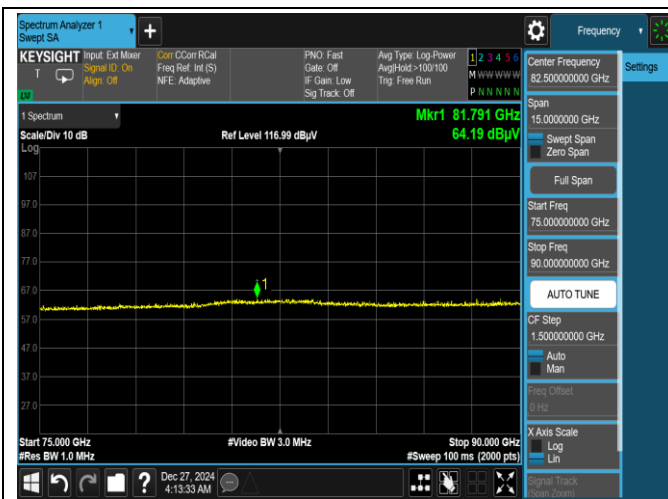 Spectrum Analyzer 1
Swept SA
+
Frequency
KEYSIGHT
T
LXI
Input: Ext Mixer
Signal ID: On
Align: Off
Corr CCorr RCal
Freq Ref: Int (S)
NFE: Adaptive
PNO: Fast
Gate: Off
IF Gain: Low
Sig Track: Off
Avg Type: Log-Power
Avg|Hold:>100/100
Trig: Free Run
1 2 3 4 5 6
M W W W W W
P N N N N N
1 Spectrum
Scale/Div 10 dB
Log
Ref Level 116.99 dBµV
Mkr1 81.791 GHz
64.19 dBµV
107
97.0
87.0
77.0
67.0
57.0
47.0
37.0
27.0
1
Start 75.000 GHz
#Res BW 1.0 MHz
#Video BW 3.0 MHz
Stop 90.000 GHz
#Sweep 100 ms (2000 pts)
?
Dec 27, 2024
4:13:33 AM
Center Frequency
82.500000000 GHz
Span
15.0000000 GHz
Swept Span
Zero Span
Full Span
Start Freq
75.000000000 GHz
Stop Freq
90.000000000 GHz
AUTO TUNE
CF Step
1.500000000 GHz
Auto
Man
Freq Offset
0 Hz
X Axis Scale
Log
Lin
Signal Track
(Span Zoom)
Settings